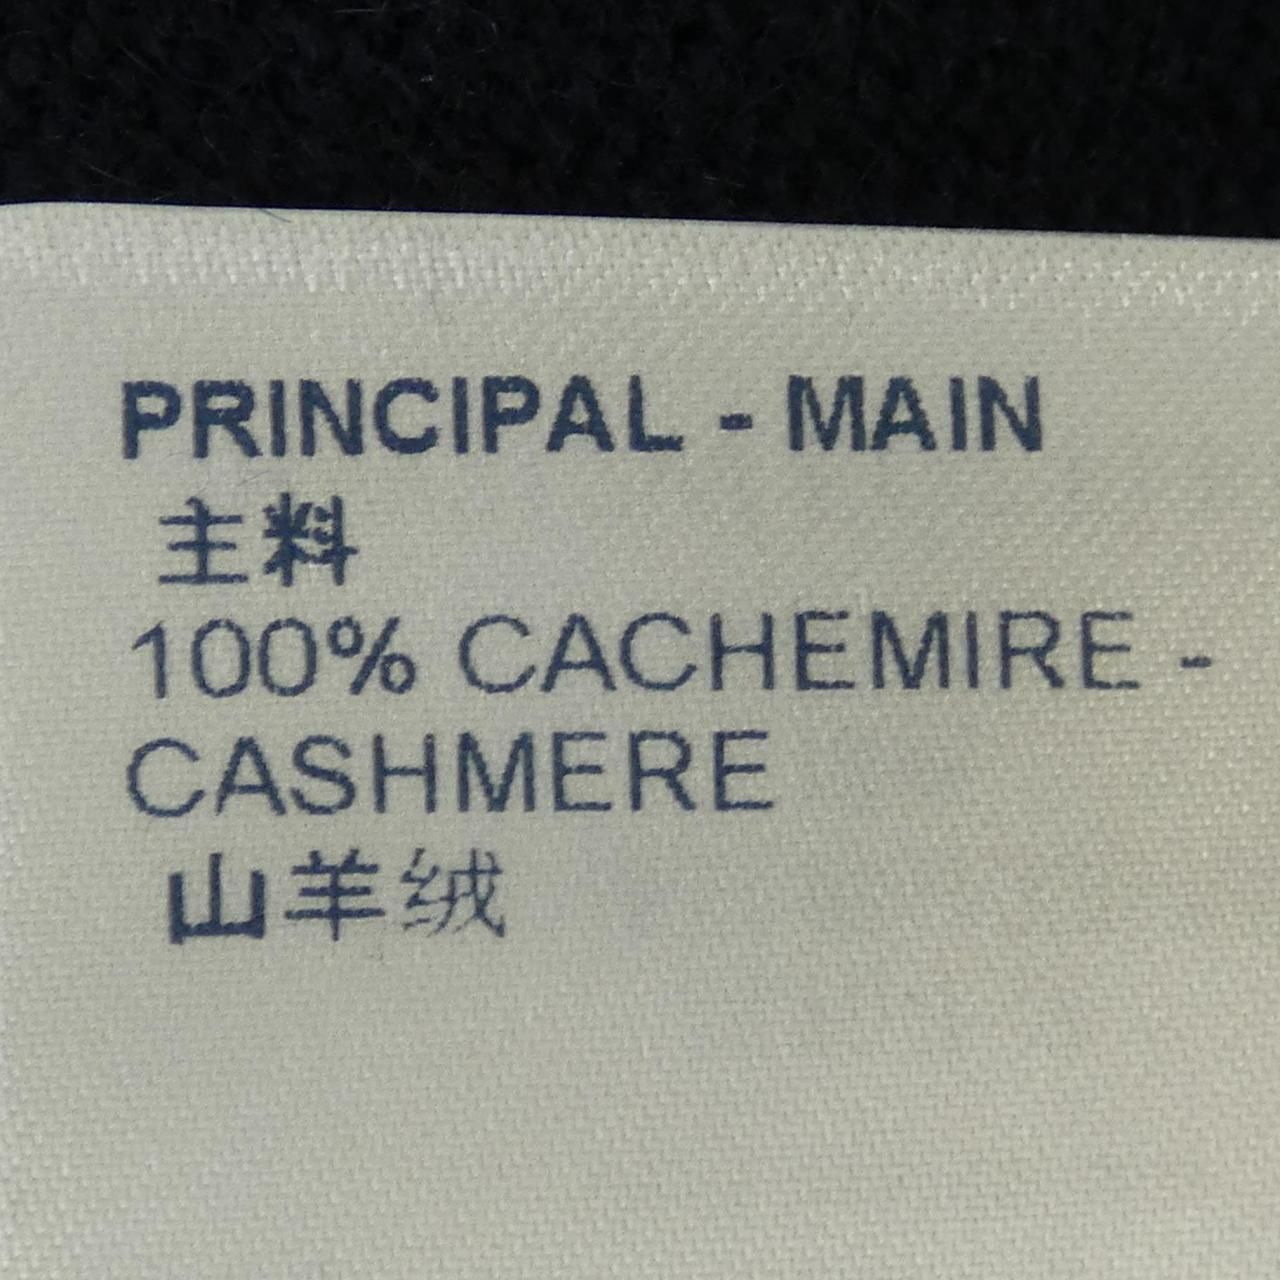 PRINCIPAL - MAIN
主料
100% CACHEMIRE -
CASHMERE
山羊绒